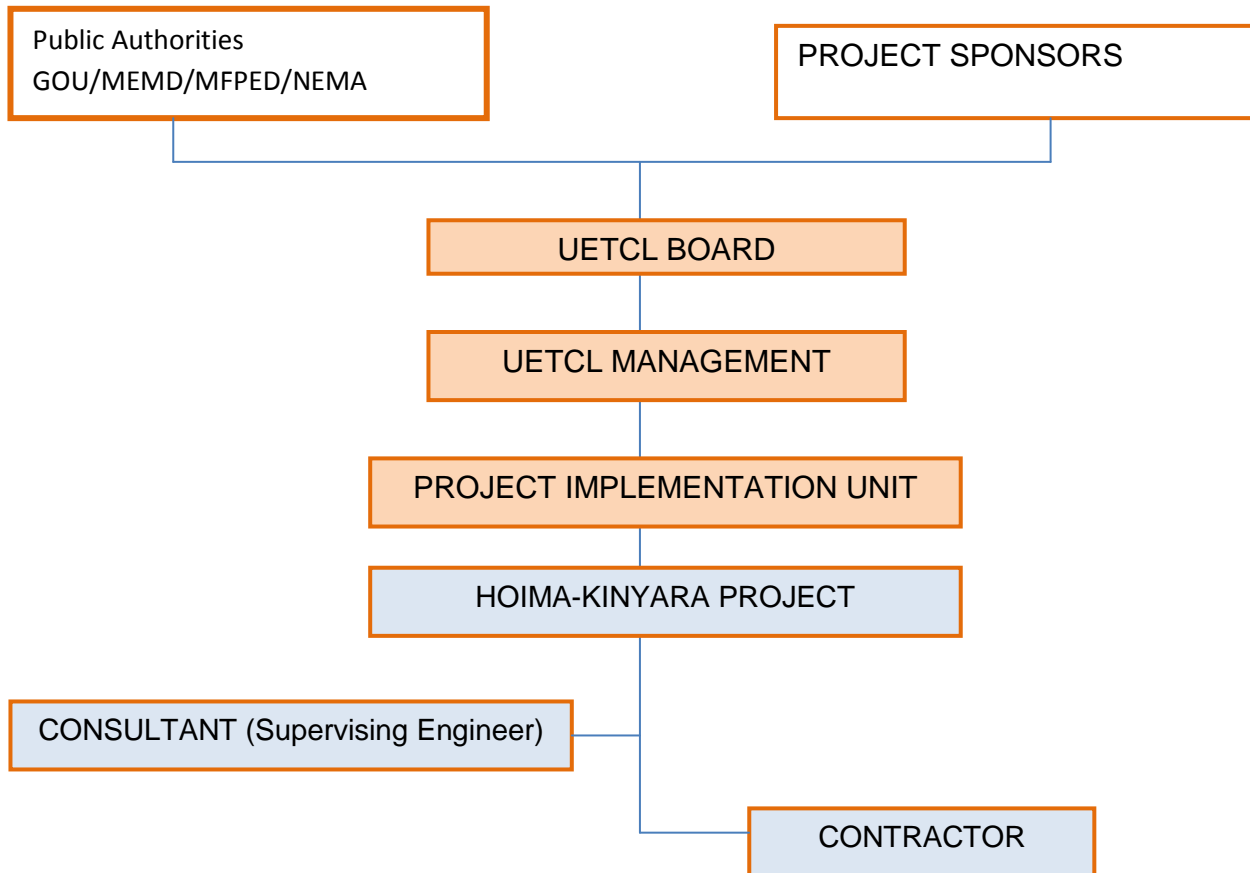 Public Authorities
GOU/MEMD/MFPED/NEMA
PROJECT SPONSORS
UETCL BOARD
UETCL MANAGEMENT
PROJECT IMPLEMENTATION UNIT
HOIMA-KINYARA PROJECT
CONSULTANT (Supervising Engineer)
CONTRACTOR